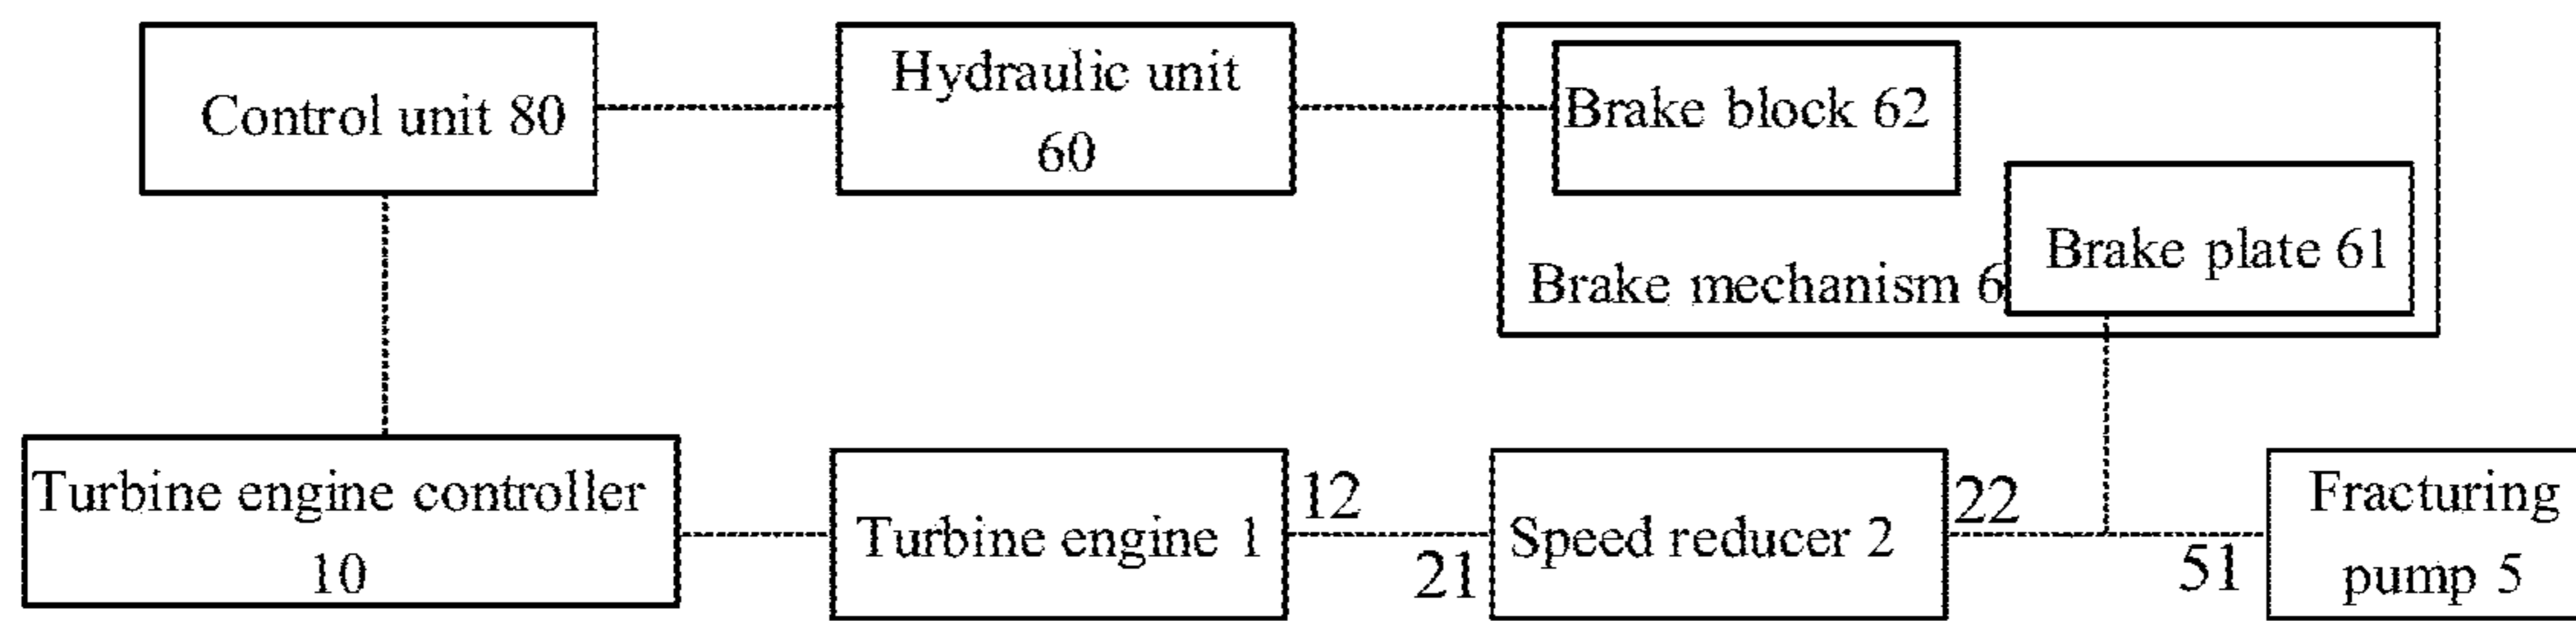 Control unit 80
Hydraulic unit
60
Brake block 62
Brake plate 61
Brake mechanism 6
Turbine engine controller
10
Turbine engine 1
12
21
Speed reducer 2
22
51
Fracturing
pump 5